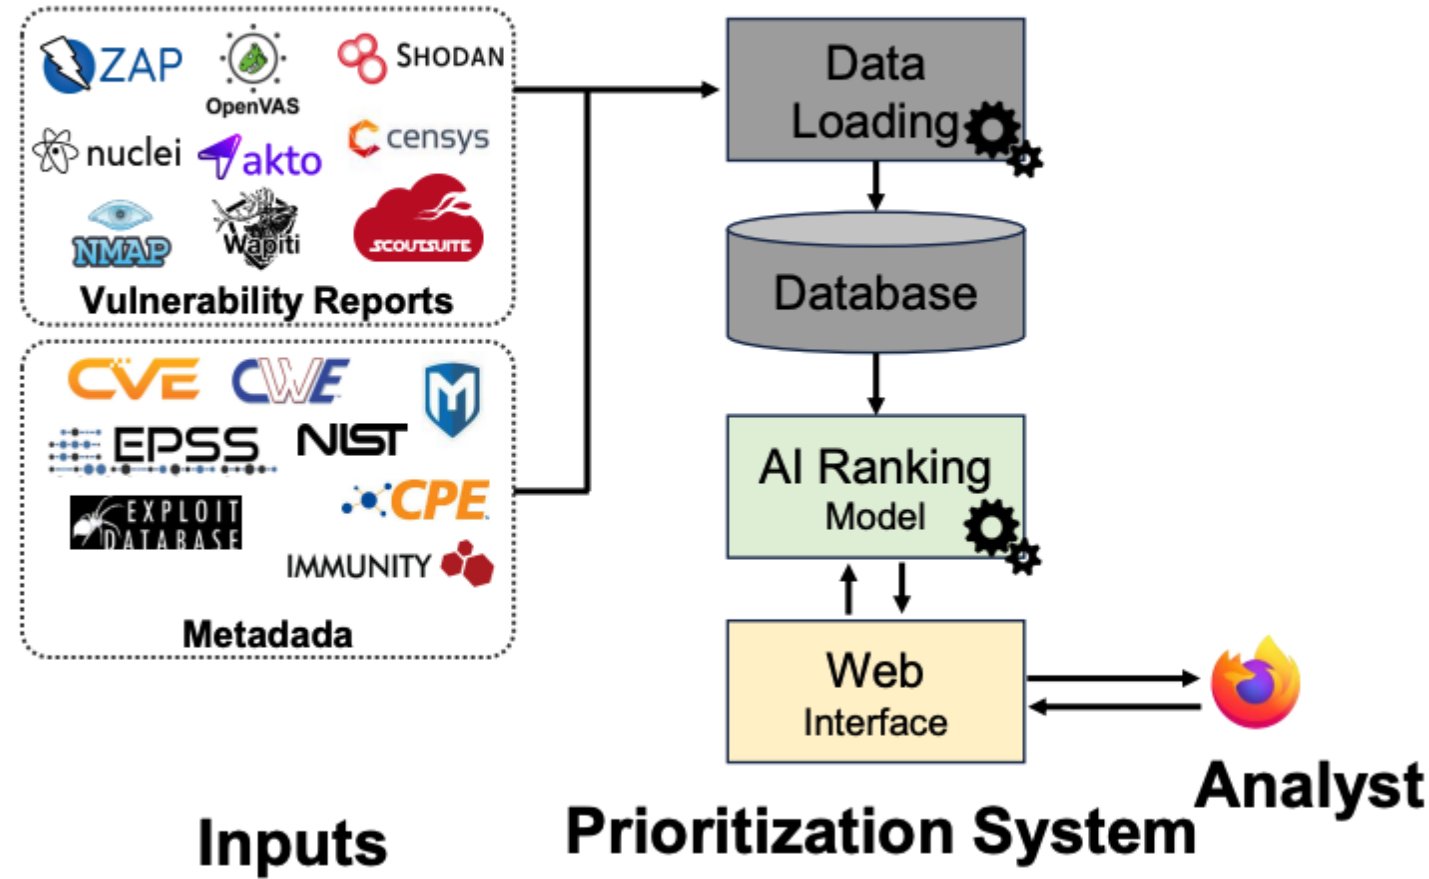 ZAP
OpenVAS
SHODAN
nuclei
akto
censys
NMAP
Wapiti
SCOUTSUITE
Vulnerability Reports
CVE
CWE
M
EPSS
NIST
EXPLOIT
DATABASE
CPE
IMMUNITY
Metadada
Inputs
Data
Loading
Database
AI Ranking
Model
Web
Interface
Prioritization System
Analyst